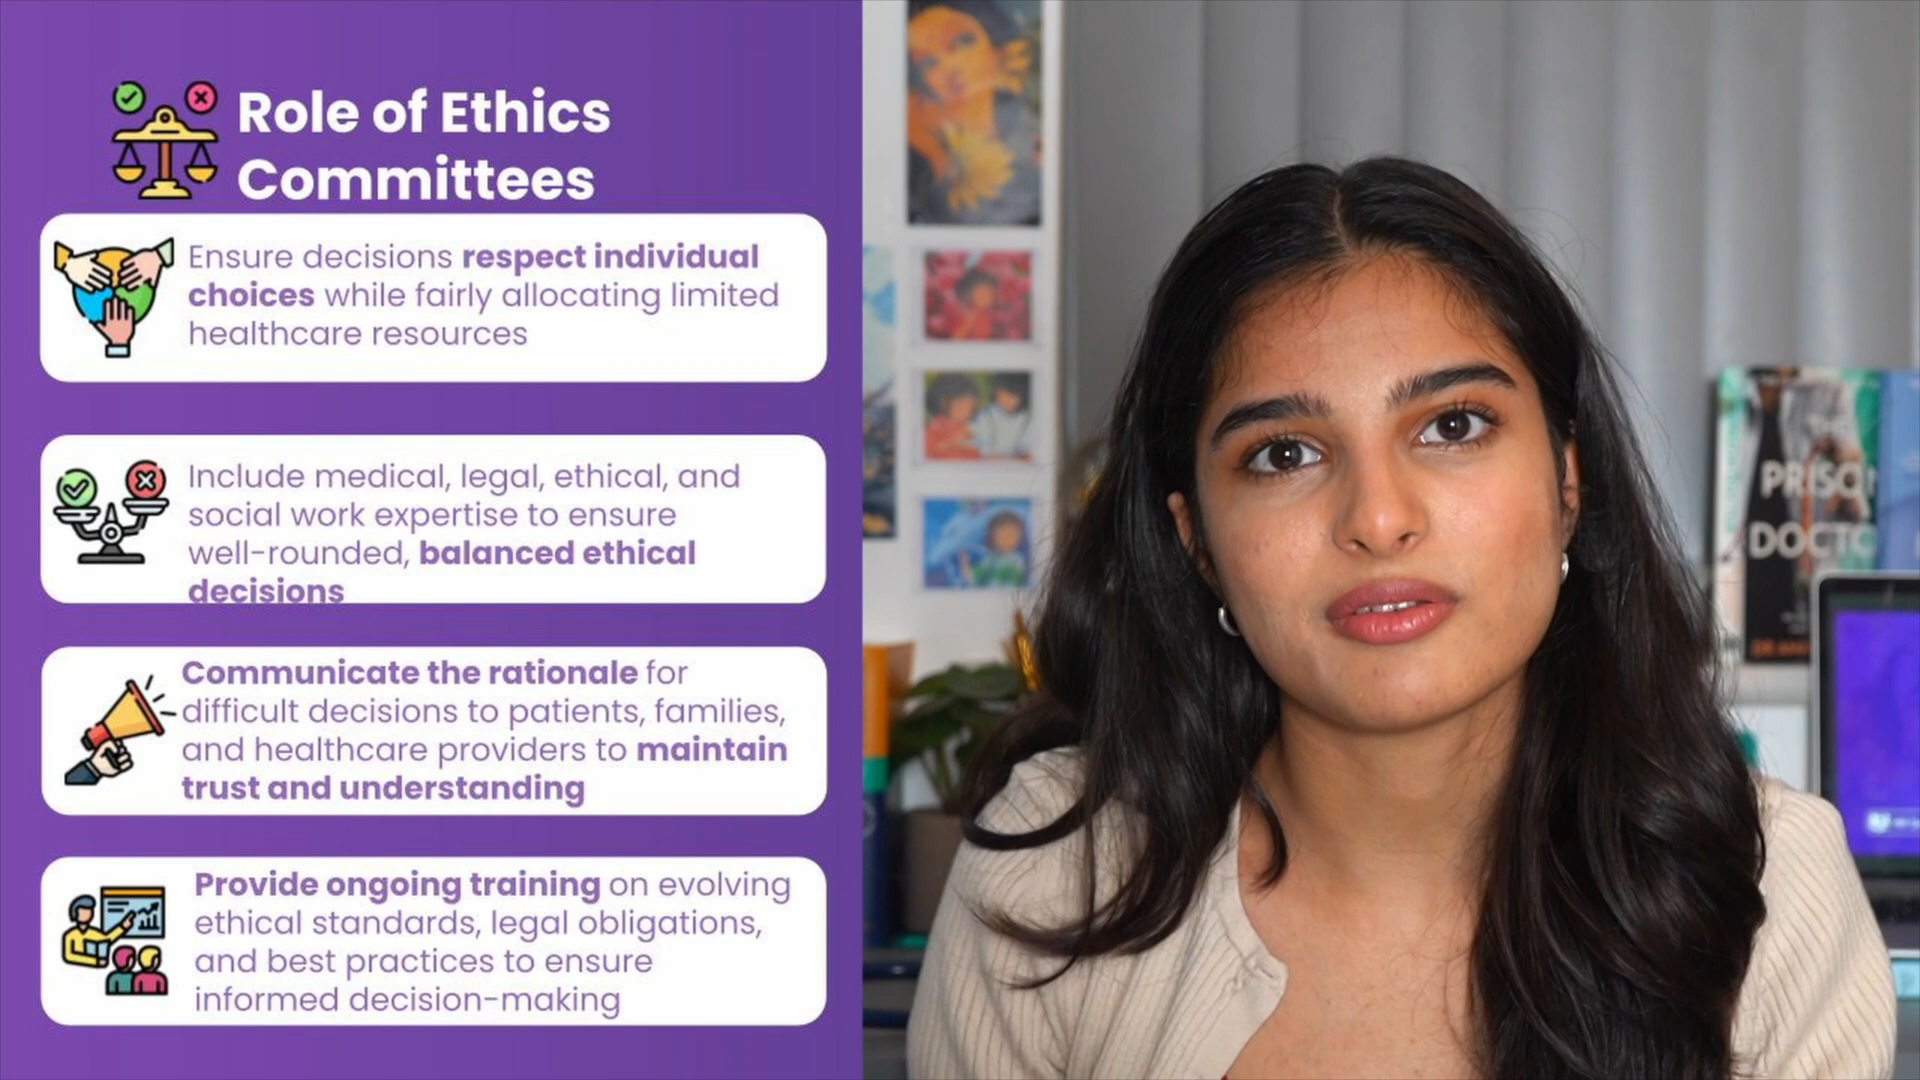 Role of Ethics
Committees
Ensure decisions respect individual
choices while fairly allocating limited
healthcare resources
Include medical, legal, ethical, and
social work expertise to ensure
well-rounded, balanced ethical
decisions
Communicate the rationale for
difficult decisions to patients, families,
and healthcare providers to maintain
trust and understanding
Provide ongoing training on evolving
ethical standards, legal obligations,
and best practices to ensure
informed decision-making
PRISON
DOCTO